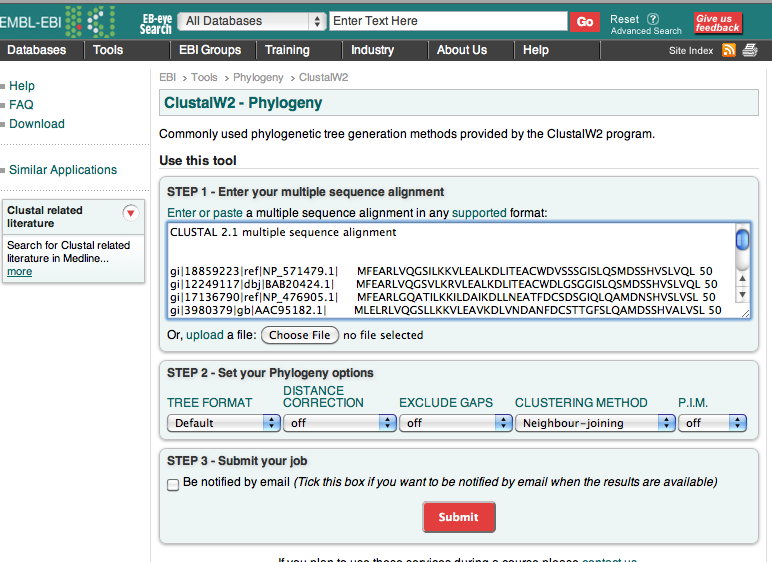 EMBL-EBI
EB-eye Search
All Databases
Enter Text Here
Go
Reset ?
Advanced Search
Give us feedback
Databases Tools EBI Groups Training Industry About Us Help Site Index
Help
FAQ
Download
Similar Applications
Clustal related literature
Search for Clustal related
literature in Medline...
more
EBI > Tools > Phylogeny > ClustalW2
ClustalW2 - Phylogeny
Commonly used phylogenetic tree generation methods provided by the ClustalW2 program.
Use this tool
STEP 1 - Enter your multiple sequence alignment
Enter or paste a multiple sequence alignment in any supported format:
CLUSTAL 2.1 multiple sequence alignment
gi|18859223|ref|NP_571479.1| MFEARLVQGSILKKVLEALKDLITEACWDVSSSGISLQSMDSSHVSLVQL 50
gi|12249117|dbj|BAB20424.1| MFEARLVQGSVLKRVLEALKDLITEACWDLGSGGISLQSMDSSHVSLVSL 50
gi|17136790|ref|NP_476905.1| MFEARLGQATILKKILDAIKDLLNEATFDCSDSGIQLQAMDNSHVSLVSL 50
gi|3980379|gb|AAC95182.1| MLELRLVQGSLLKKVLEAVKDLVNDANFDCSTTGFSLQAMDSSHVALVSL 50
Or, upload a file: Choose File no file selected
STEP 2 - Set your Phylogeny options
TREE FORMAT DISTANCE CORRECTION EXCLUDE GAPS CLUSTERING METHOD P.I.M.
Default off off Neighbour-joining off
STEP 3 - Submit your job
Be notified by email (Tick this box if you want to be notified by email when the results are available)
Submit
If you plan to use these services during a course please contact us.